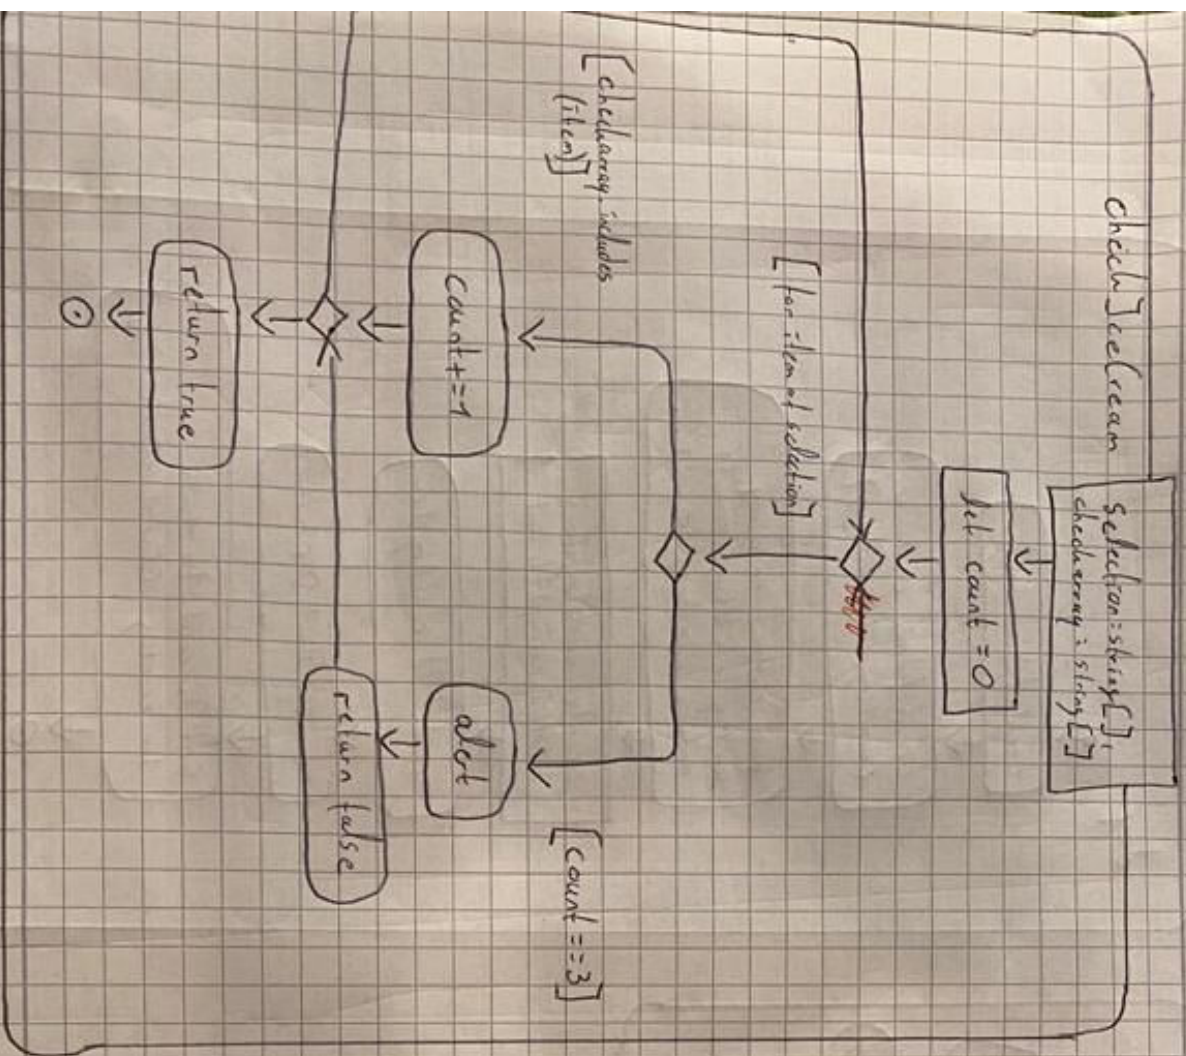 checkIceCream
selection: string[],
checkarray: string[]
let count = 0
[for item of selection]
[checkarray.includes
(item)]
[count == 3]
count += 1
alert
return false
return true